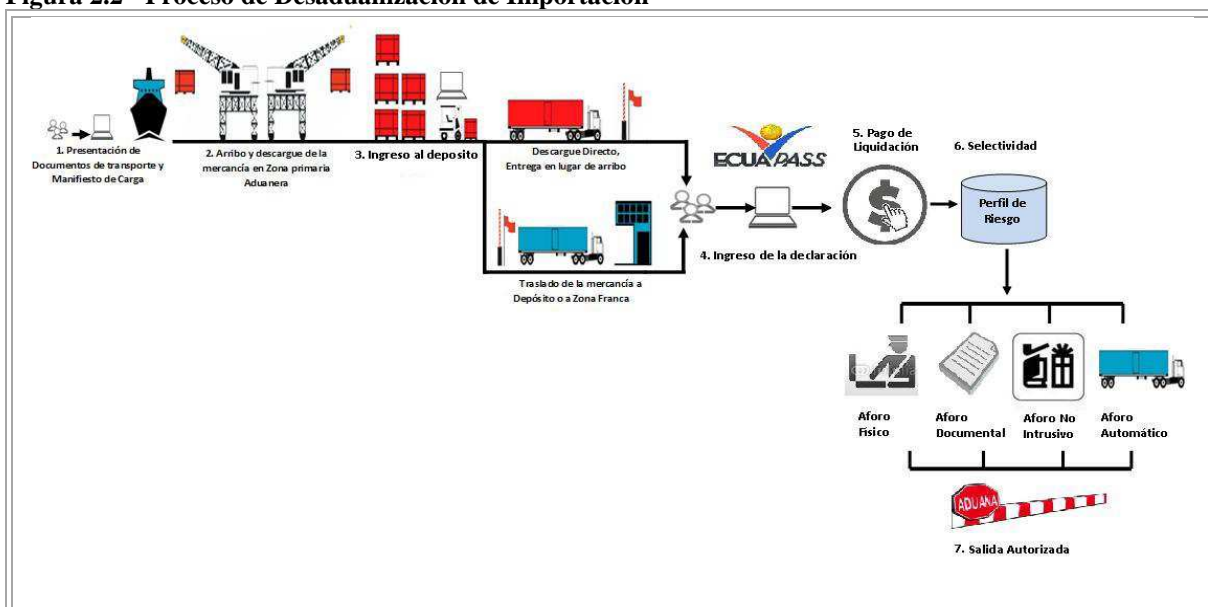 Figura 2.2 - Proceso de Desaduanización de Importación
1. Presentación de
Documentos de transporte y
Manifiesto de Carga
2. Arribo y descargue de la
mercancía en Zona primaria
Aduanera
3. Ingreso al deposito
Descargue Directo,
Entrega en lugar de arribo
Traslado de la mercancía a
Depósito o a Zona Franca
ECUAPASS
4. Ingreso de la declaración
5. Pago de
Liquidación
$
6. Selectividad
Perfil de
Riesgo
Aforo
Físico
Aforo
Documental
Aforo No
Intrusivo
Aforo
Automático
ADUANA
7. Salida Autorizada